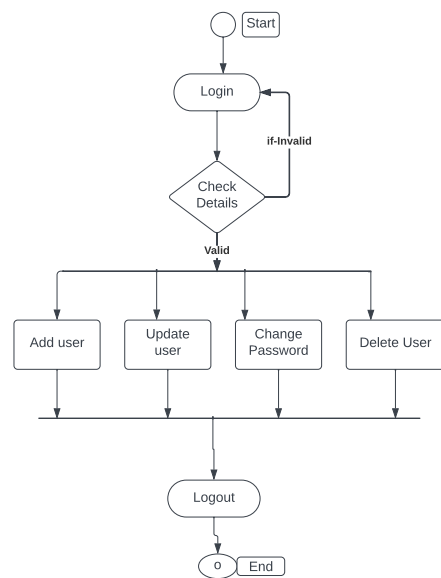 Start
Login
if-Invalid
Check
Details
Valid
Add user
Update
user
Change
Password
Delete User
Logout
o
End